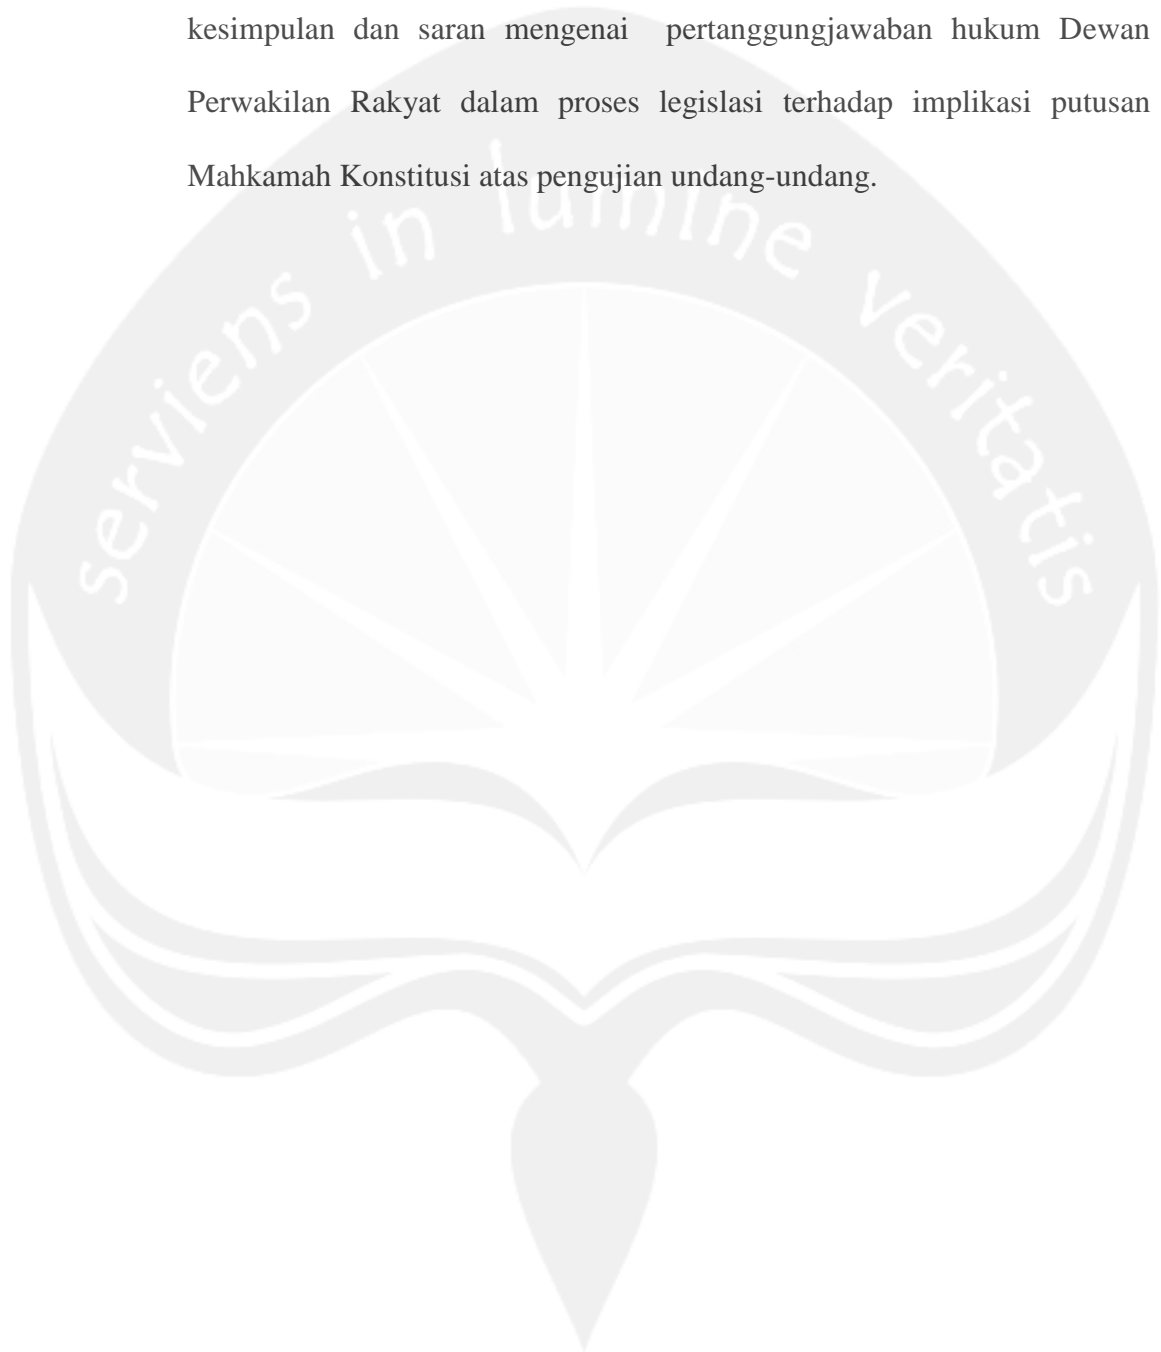 kesimpulan dan saran mengenai pertanggungjawaban hukum Dewan
Perwakilan Rakyat dalam proses legislasi terhadap implikasi putusan
Mahkamah Konstitusi atas pengujian undang-undang.
serviens in lumine veritatis